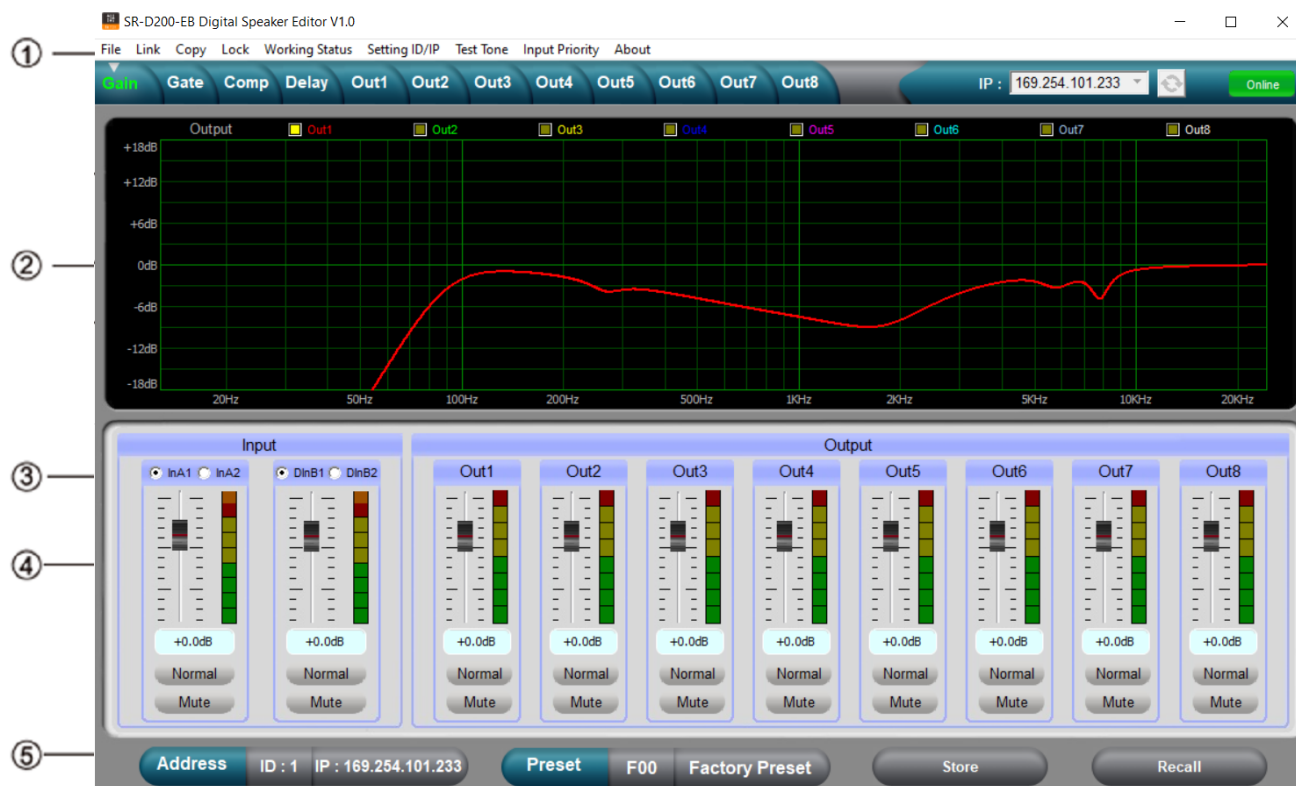 SR-D200-EB Digital Speaker Editor V1.0
① File Link Copy Lock Working Status Setting ID/IP Test Tone Input Priority About
Gain Gate Comp Delay Out1 Out2 Out3 Out4 Out5 Out6 Out7 Out8 IP : 169.254.101.233 Online
Output Out1 Out2 Out3 Out4 Out5 Out6 Out7 Out8
+18dB
+12dB
+6dB
② 0dB
-6dB
-12dB
-18dB
20Hz 50Hz 100Hz 200Hz 500Hz 1KHz 2KHz 5KHz 10KHz 20KHz
Input Output
③ InA1 InA2 DInB1 DInB2 Out1 Out2 Out3 Out4 Out5 Out6 Out7 Out8
④
+0.0dB +0.0dB +0.0dB +0.0dB +0.0dB +0.0dB +0.0dB +0.0dB +0.0dB +0.0dB
Normal Normal Normal Normal Normal Normal Normal Normal Normal Normal
Mute Mute Mute Mute Mute Mute Mute Mute Mute Mute
⑤ Address ID : 1 IP : 169.254.101.233 Preset F00 Factory Preset Store Recall